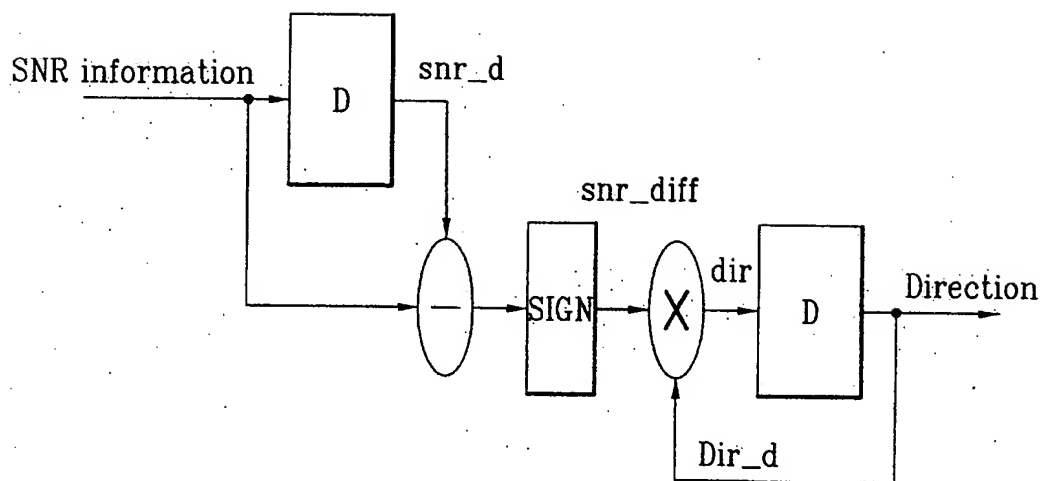 SNR information
D
snr_d
−
SIGN
snr_diff
X
dir
D
Direction
Dir_d